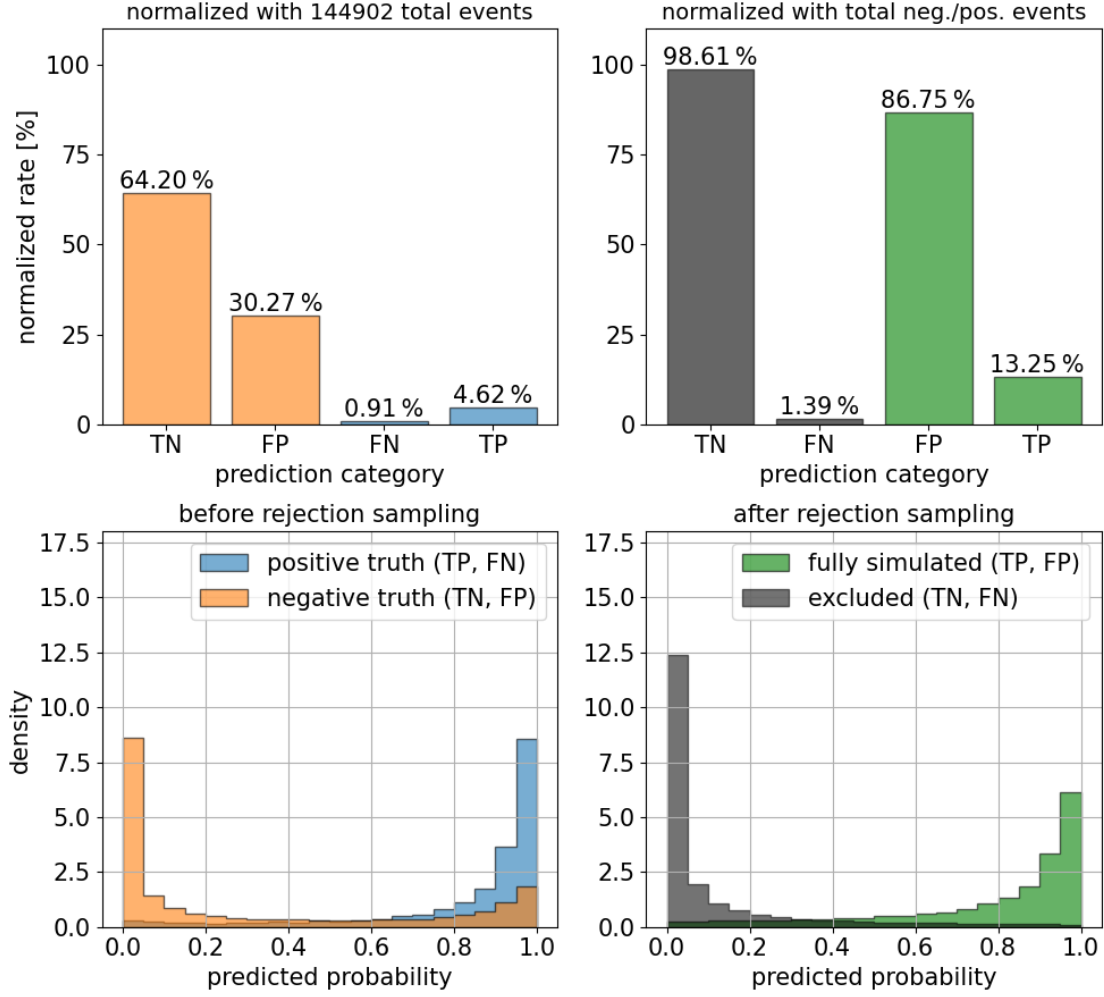 normalized with 144902 total events
normalized rate [%]
100
75
50
25
0
64.20 %
30.27 %
0.91 %
4.62 %
TN FP FN TP
prediction category
normalized with total neg./pos. events
100
75
50
25
0
98.61 %
1.39 %
86.75 %
13.25 %
TN FN FP TP
prediction category
before rejection sampling
density
17.5
15.0
12.5
10.0
7.5
5.0
2.5
0.0
positive truth (TP, FN)
negative truth (TN, FP)
0.0 0.2 0.4 0.6 0.8 1.0
predicted probability
after rejection sampling
17.5
15.0
12.5
10.0
7.5
5.0
2.5
0.0
fully simulated (TP, FP)
excluded (TN, FN)
0.0 0.2 0.4 0.6 0.8 1.0
predicted probability